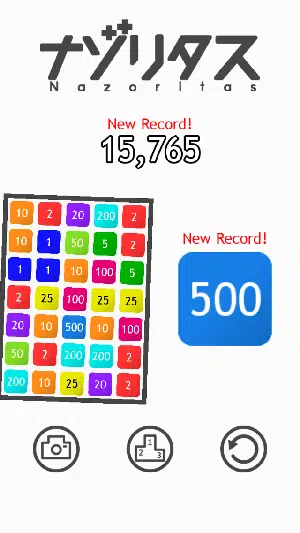 ナゾリタス
Nazoritas
New Record!
15,765
10 2 20 200 2
10 1 50 5 2
1 1 10 100 5
2 25 100 25 25
20 10 500 10 100
50 2 200 200 2
200 10 25 20 2
New Record!
500
1
2 3